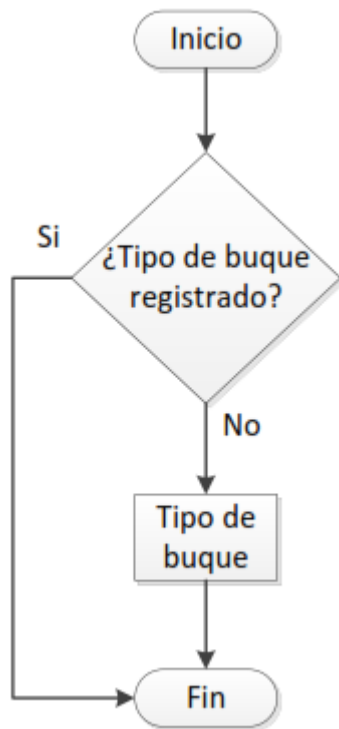 Inicio
Si
¿Tipo de buque
registrado?
No
Tipo de
buque
Fin